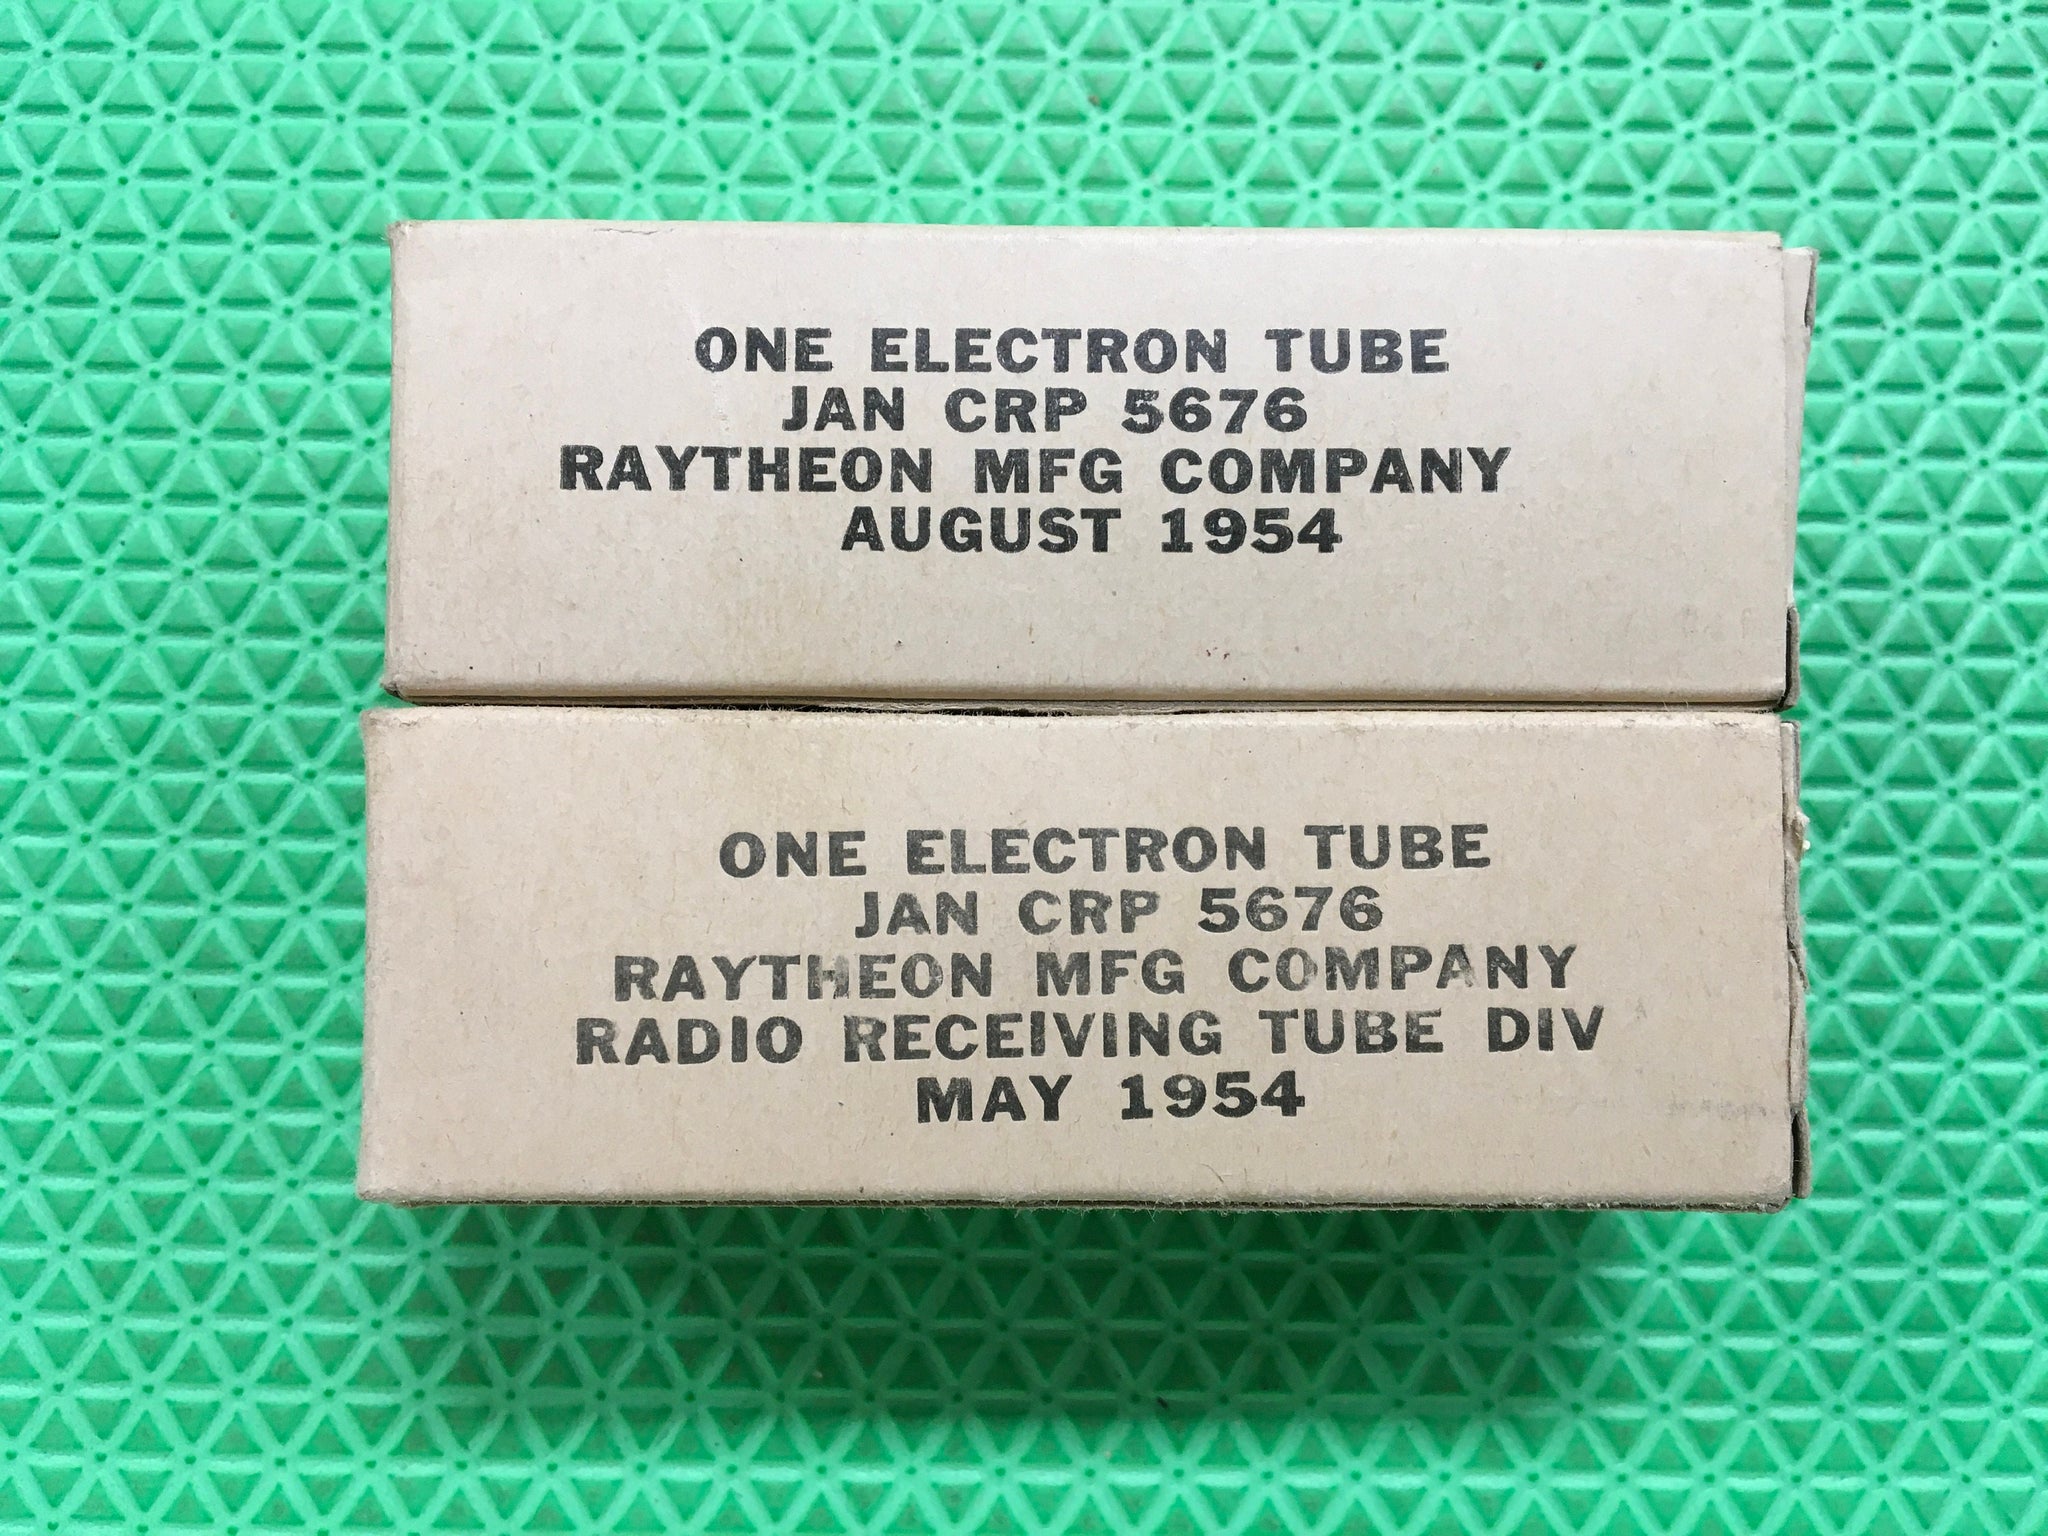 ONE ELECTRON TUBE
JAN CRP 5676
RAYTHEON MFG COMPANY
AUGUST 1954
ONE ELECTRON TUBE
JAN CRP 5676
RAYTHEON MFG COMPANY
RADIO RECEIVING TUBE DIV
MAY 1954